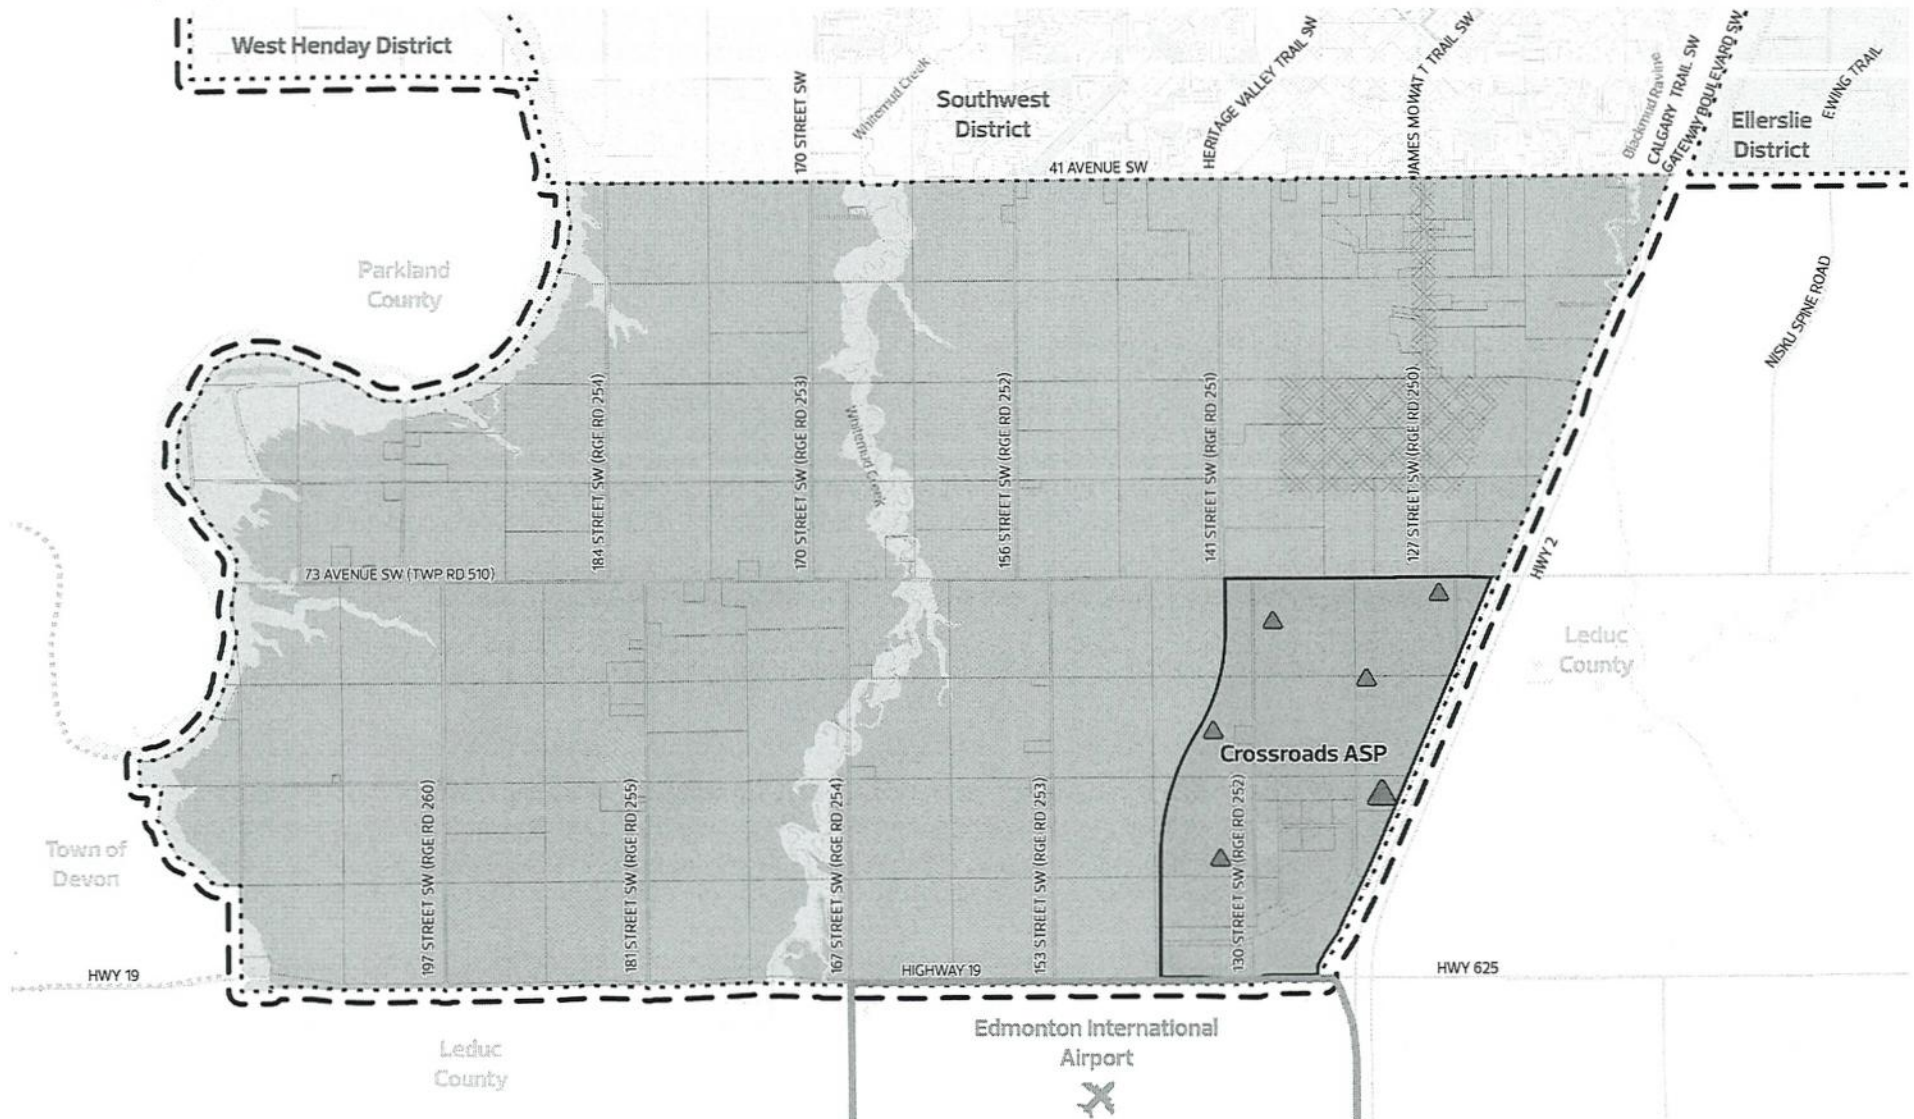 West Henday District
Southwest
District
Ellerslie
District
170 STREET SW
Whitemud Creek
HERITAGE VALLEY TRAIL SW
JAMES MOWATT TRAIL SW
Blackmud Ravine
CALGARY TRAIL SW
GATEWAY BOULEVARD SW
EWING TRAIL
41 AVENUE SW
Parkland
County
NISKU SPINE ROAD
184 STREET SW (RGE RD 254)
170 STREET SW (RGE RD 253)
Whitemud Creek
156 STREET SW (RGE RD 252)
141 STREET SW (RGE RD 251)
127 STREET SW (RGE RD 250)
73 AVENUE SW (TWP RD 510)
HWY 2
Leduc
County
Crossroads ASP
197 STREET SW (RGE RD 260)
181 STREET SW (RGE RD 255)
167 STREET SW (RGE RD 254)
153 STREET SW (RGE RD 253)
130 STREET SW (RGE RD 252)
Town of
Devon
HWY 19
HIGHWAY 19
HWY 625
Leduc
County
Edmonton International
Airport